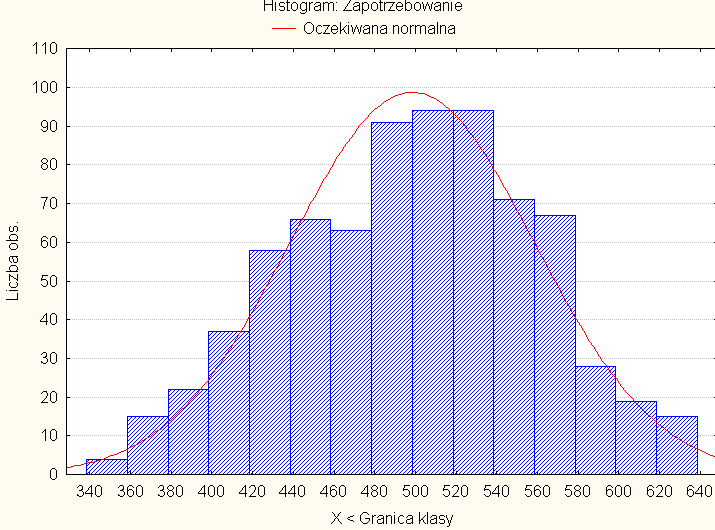 Histogram: Zapotrzebowanie
Oczekiwana normalna
110
100
90
80
70
60
50
40
30
20
10
0
Liczba obs.
340 360 380 400 420 440 460 480 500 520 540 560 580 600 620 640
X < Granica klasy